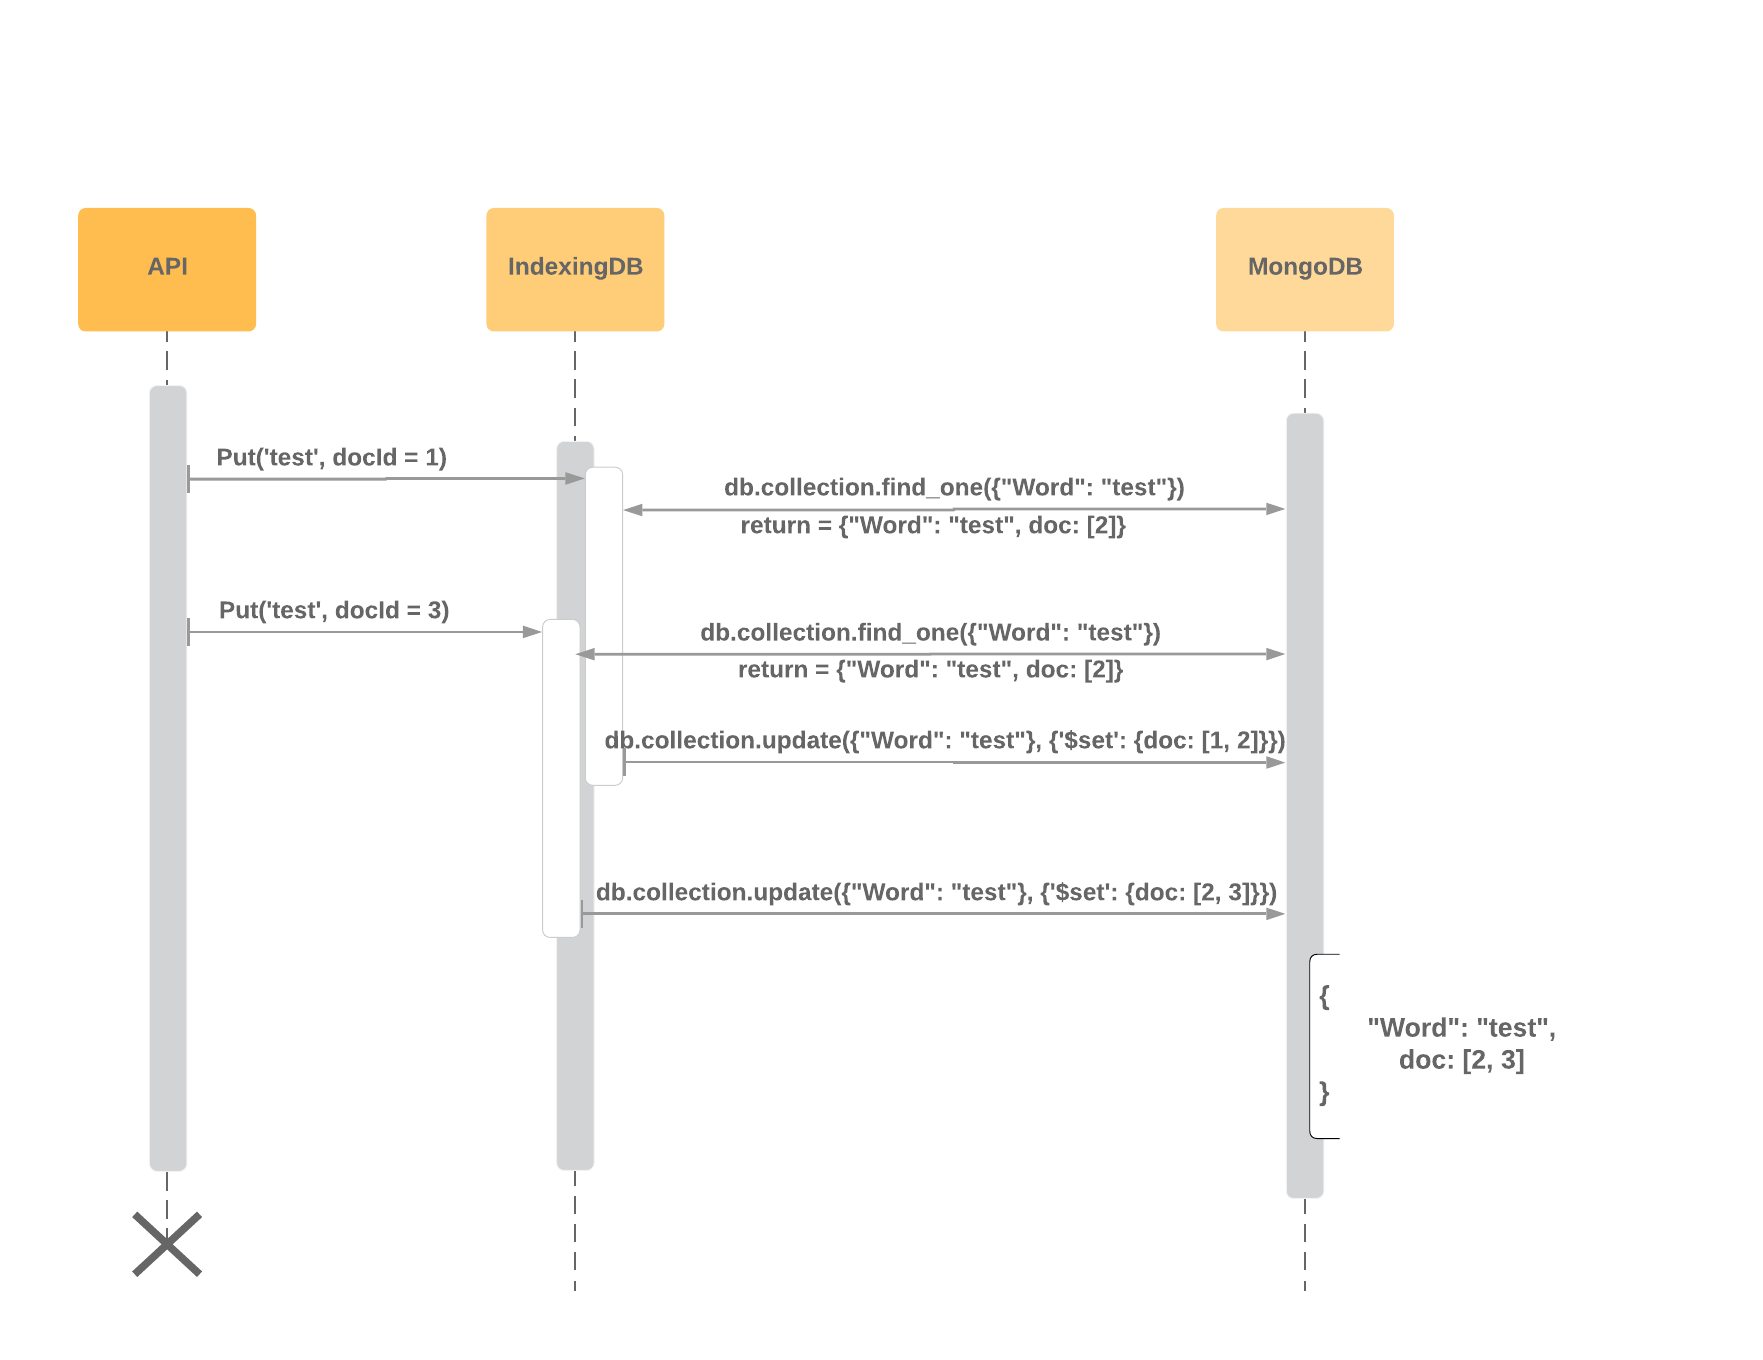 API
IndexingDB
MongoDB
Put('test', docId = 1)
db.collection.find_one({"Word": "test"})
return = {"Word": "test", doc: [2]}
Put('test', docId = 3)
db.collection.find_one({"Word": "test"})
return = {"Word": "test", doc: [2]}
db.collection.update({"Word": "test"}, {'$set': {doc: [1, 2]}})
db.collection.update({"Word": "test"}, {'$set': {doc: [2, 3]}})
{
"Word": "test",
doc: [2, 3]
}